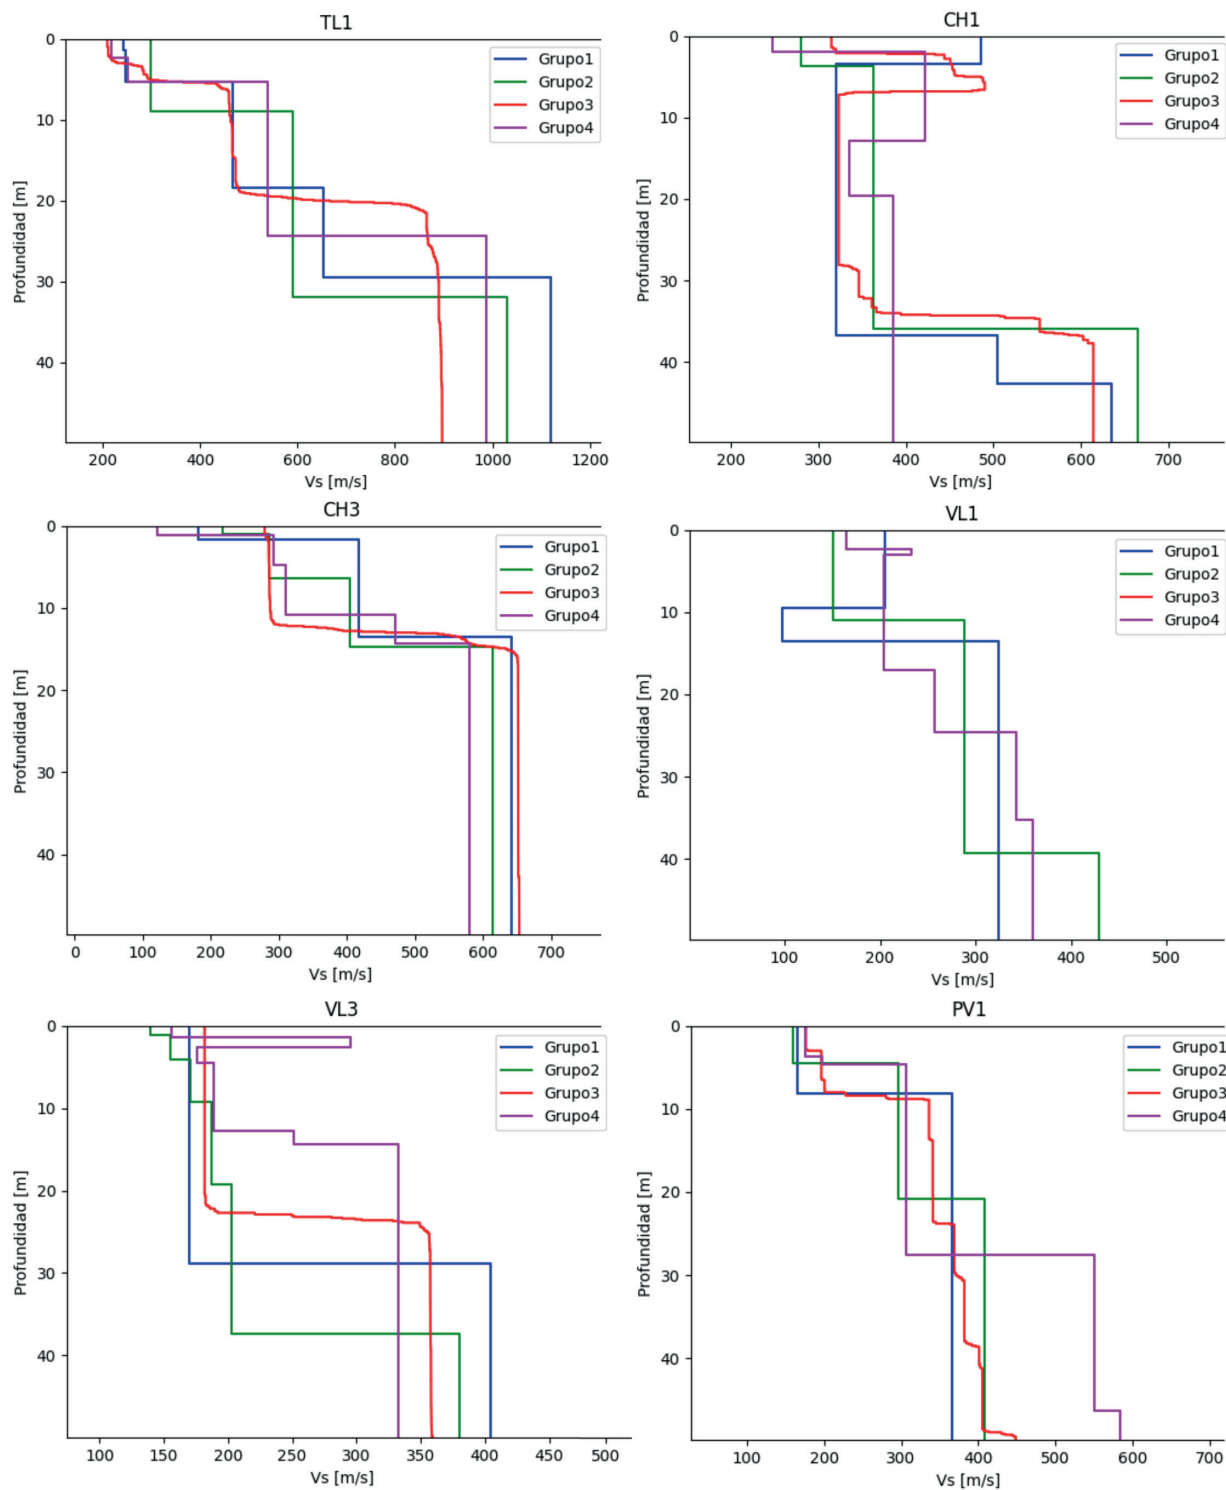 TL1
0
10
20
30
40
Profundidad [m]
200
400
600
800
1000
1200
Vs [m/s]
Grupo1
Grupo2
Grupo3
Grupo4
CH1
0
10
20
30
40
Profundidad [m]
200
300
400
500
600
700
Vs [m/s]
Grupo1
Grupo2
Grupo3
Grupo4
CH3
0
10
20
30
40
Profundidad [m]
0
100
200
300
400
500
600
700
Vs [m/s]
Grupo1
Grupo2
Grupo3
Grupo4
VL1
0
10
20
30
40
Profundidad [m]
100
200
300
400
500
Vs [m/s]
Grupo1
Grupo2
Grupo3
Grupo4
VL3
0
10
20
30
40
Profundidad [m]
100
150
200
250
300
350
400
450
500
Vs [m/s]
Grupo1
Grupo2
Grupo3
Grupo4
PV1
0
10
20
30
40
Profundidad [m]
100
200
300
400
500
600
700
Vs [m/s]
Grupo1
Grupo2
Grupo3
Grupo4